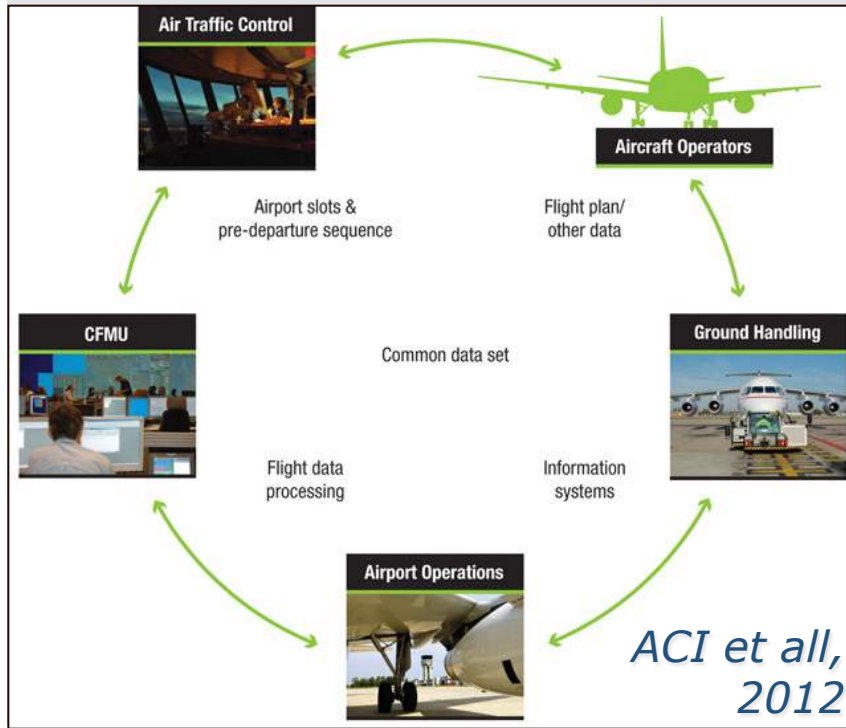 Air Traffic Control
Aircraft Operators
Airport slots &
pre-departure sequence
Flight plan/
other data
CFMU
Ground Handling
Common data set
Flight data
processing
Information
systems
Airport Operations
ACI et all,
2012